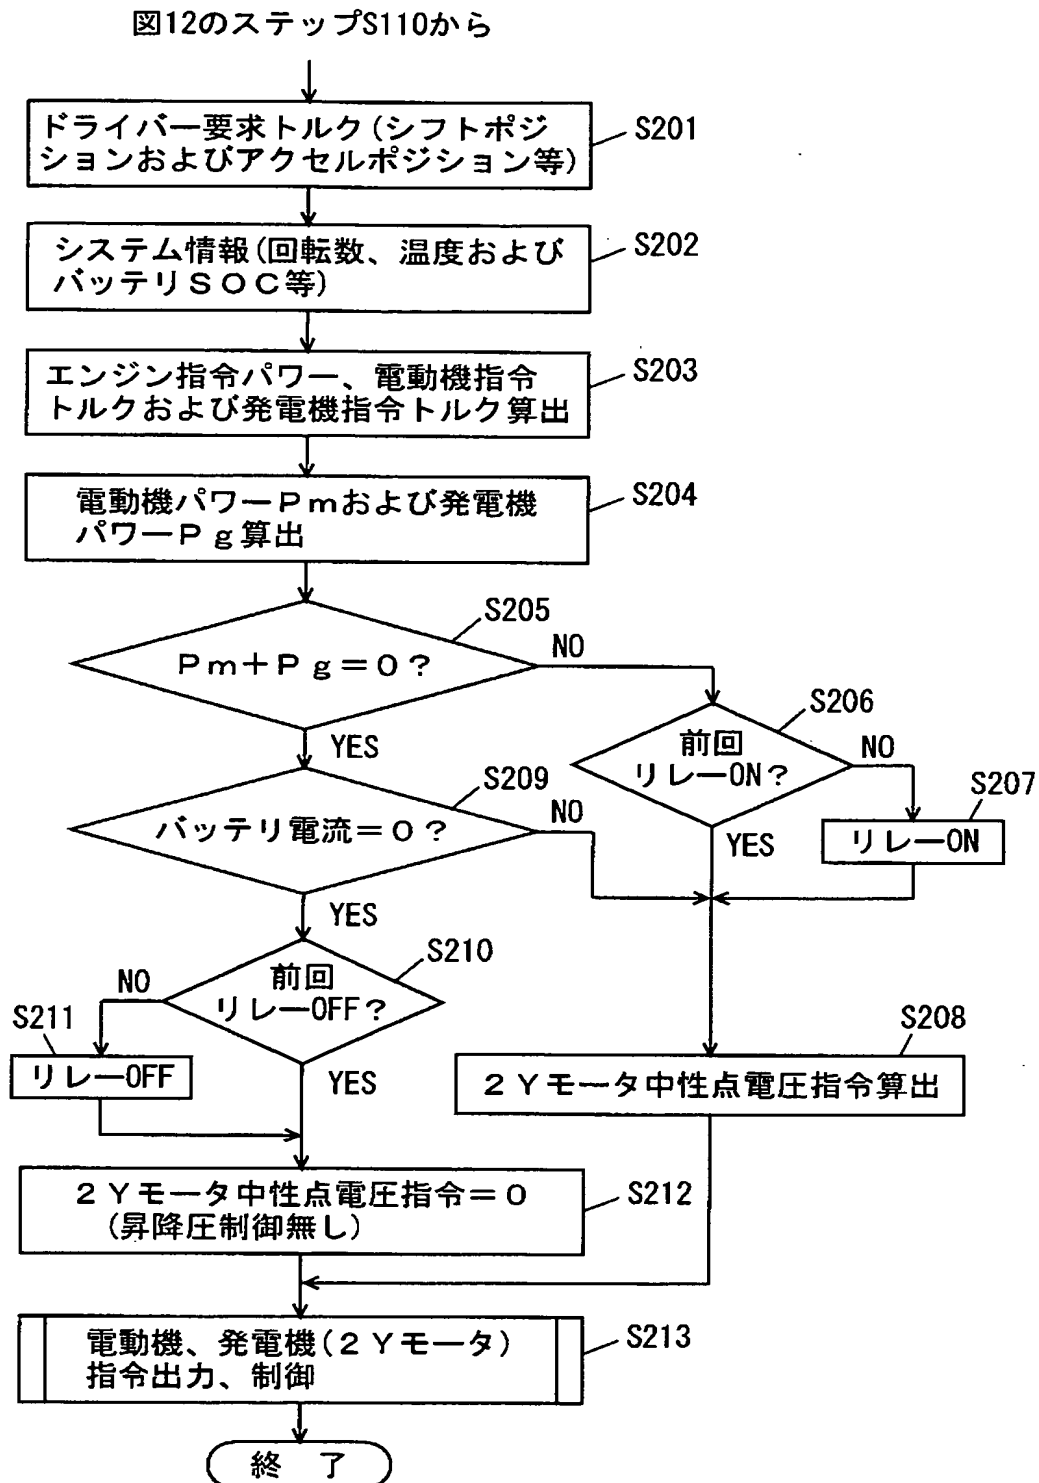 図12のステップS110から
ドライバー要求トルク(シフトポジ
ションおよびアクセルポジション等)
S201
システム情報(回転数、温度および
バッテリSOC等)
S202
エンジン指令パワー、電動機指令
トルクおよび発電機指令トルク算出
S203
電動機パワーPmおよび発電機
パワーPg算出
S204
S205
Pm+Pg=0?
NO
YES
S206
前回
リレーON?
NO
YES
S207
リレーON
S209
バッテリ電流=0?
NO
YES
S210
前回
リレーOFF?
NO
YES
S211
リレーOFF
S208
2Yモータ中性点電圧指令算出
2Yモータ中性点電圧指令=0
(昇降圧制御無し)
S212
電動機、発電機(2Yモータ)
指令出力、制御
S213
終 了